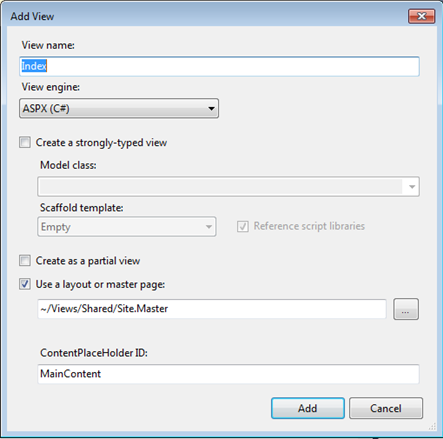 Add View
View name:
Index
View engine:
ASPX (C#)
Create a strongly-typed view
Model class:
Scaffold template:
Empty
Reference script libraries
Create as a partial view
Use a layout or master page:
~/Views/Shared/Site.Master
...
ContentPlaceHolder ID:
MainContent
Add
Cancel